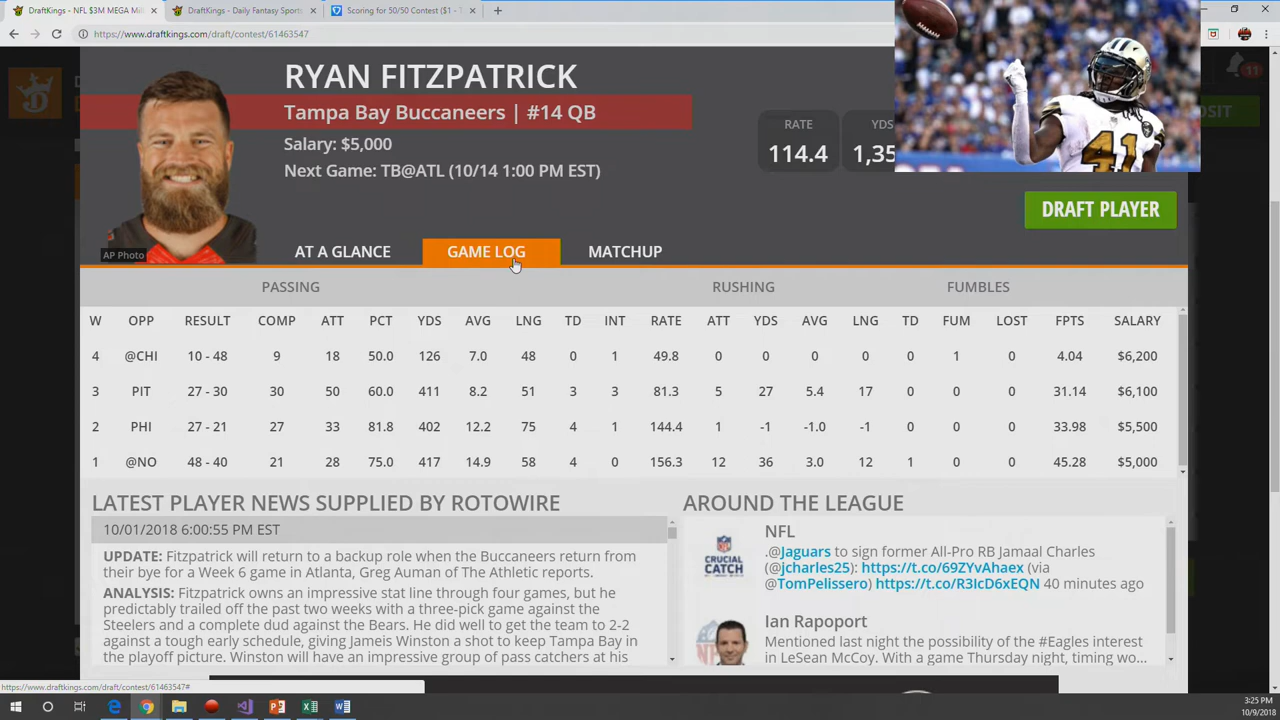 DraftKings - NFL $3M MEGA Mi
DraftKings - Daily Fantasy Sports
Scoring for 50/50 Contest ($1 - T
https://www.draftkings.com/draft/contest/61463547
RYAN FITZPATRICK
Tampa Bay Buccaneers | #14 QB
Salary: $5,000
Next Game: TB@ATL (10/14 1:00 PM EST)
RATE
114.4
YDS
1,35
41
11
OSIT
DRAFT PLAYER
AP Photo
AT A GLANCE GAME LOG MATCHUP
PASSING RUSHING FUMBLES
W OPP RESULT COMP ATT PCT YDS AVG LNG TD INT RATE ATT YDS AVG LNG TD FUM LOST FPTS SALARY
4 @CHI 10 - 48 9 18 50.0 126 7.0 48 0 1 49.8 0 0 0 0 0 1 0 4.04 $6,200
3 PIT 27 - 30 30 50 60.0 411 8.2 51 3 3 81.3 5 27 5.4 17 0 0 0 31.14 $6,100
2 PHI 27 - 21 27 33 81.8 402 12.2 75 4 1 144.4 1 -1 -1.0 -1 0 0 0 33.98 $5,500
1 @NO 48 - 40 21 28 75.0 417 14.9 58 4 0 156.3 12 36 3.0 12 1 0 0 45.28 $5,000
LATEST PLAYER NEWS SUPPLIED BY ROTOWIRE
10/01/2018 6:00:55 PM EST
UPDATE: Fitzpatrick will return to a backup role when the Buccaneers return from
their bye for a Week 6 game in Atlanta, Greg Auman of The Athletic reports.
ANALYSIS: Fitzpatrick owns an impressive stat line through four games, but he
predictably trailed off the past two weeks with a three-pick game against the
Steelers and a complete dud against the Bears. He did well to get the team to 2-2
against a tough early schedule, giving Jameis Winston a shot to keep Tampa Bay in
the playoff picture. Winston will have an impressive group of pass catchers at his
AROUND THE LEAGUE
CRUCIAL
CATCH
NFL
.@Jaguars to sign former All-Pro RB Jamaal Charles
(@jcharles25): https://t.co/69ZYvAhaex (via
@TomPelissero) https://t.co/R3IcD6xEQN 40 minutes ago
Ian Rapoport
Mentioned last night the possibility of the #Eagles interest
in LeSean McCoy. With a game Thursday night, timing wo...
https://www.draftkings.com/draft/contest/61463547#
3:25 PM
10/9/2018